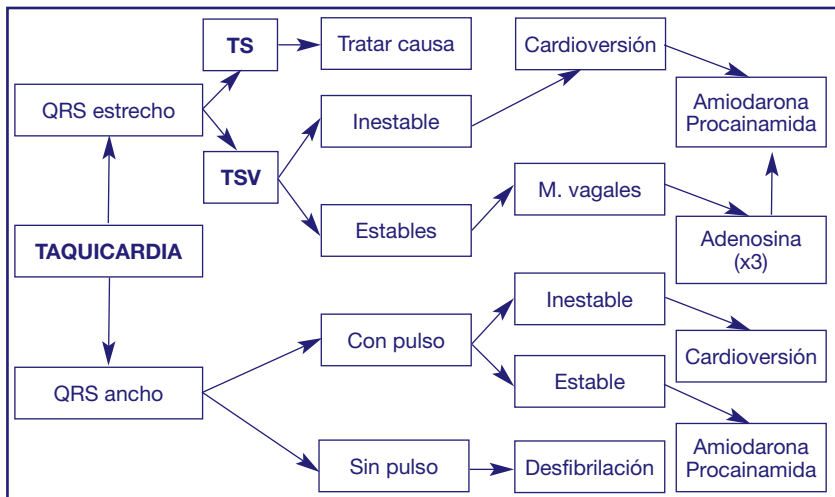 TS
Tratar causa
Cardioversión
QRS estrecho
Amiodarona
Procainamida
Inestable
TSV
M. vagales
Estables
TAQUICARDIA
Adenosina
(x3)
Inestable
Con pulso
Cardioversión
QRS ancho
Estable
Amiodarona
Procainamida
Sin pulso
Desfibrilación